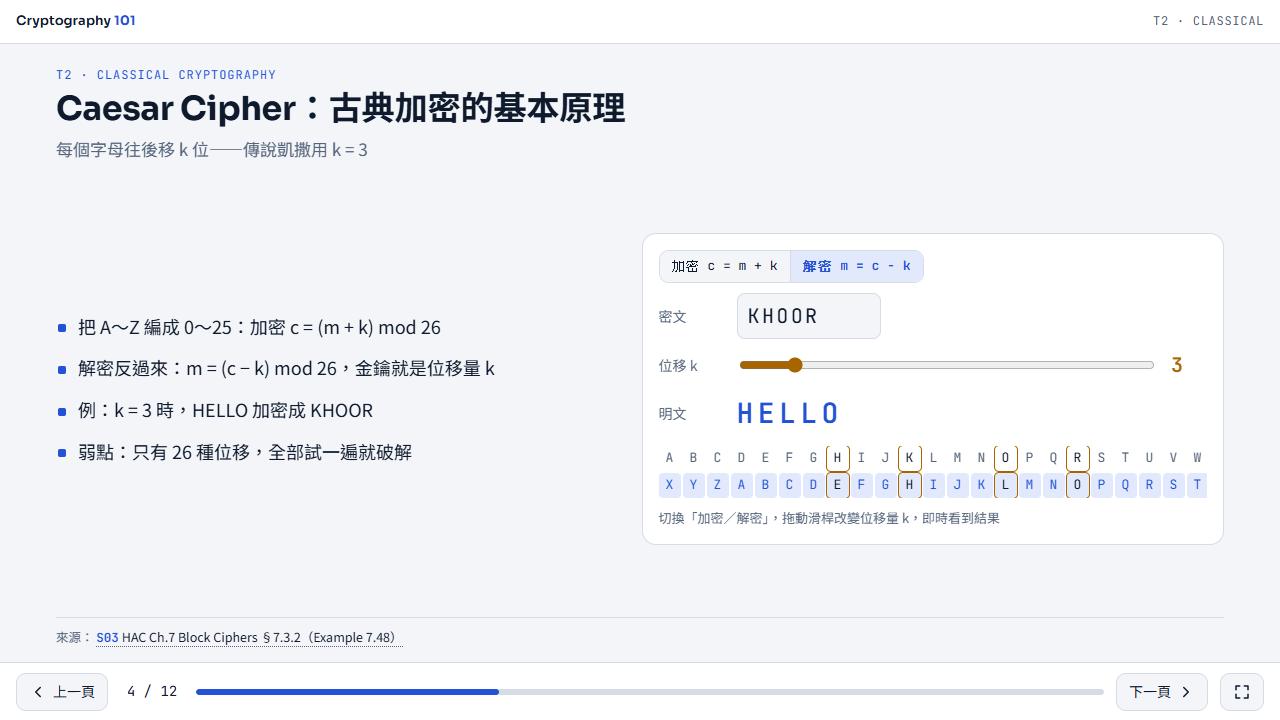 Cryptography 101
T2 · CLASSICAL
T2 · CLASSICAL CRYPTOGRAPHY
Caesar Cipher：古典加密的基本原理
每個字母往後移 k 位——傳說凱撒用 k = 3
把 A～Z 編成 0～25：加密 c = (m + k) mod 26
解密反過來：m = (c − k) mod 26，金鑰就是位移量 k
例：k = 3 時，HELLO 加密成 KHOOR
弱點：只有 26 種位移，全部試一遍就破解
加密 c = m + k
解密 m = c - k
密文 KHOOR
位移 k 3
明文 HELLO
A B C D E F G H I J K L M N O P Q R S T U V W
X Y Z A B C D E F G H I J K L M N O P Q R S T
切換「加密／解密」，拖動滑桿改變位移量 k，即時看到結果
來源： S03 HAC Ch.7 Block Ciphers §7.3.2（Example 7.48）
上一頁
4 / 12
下一頁